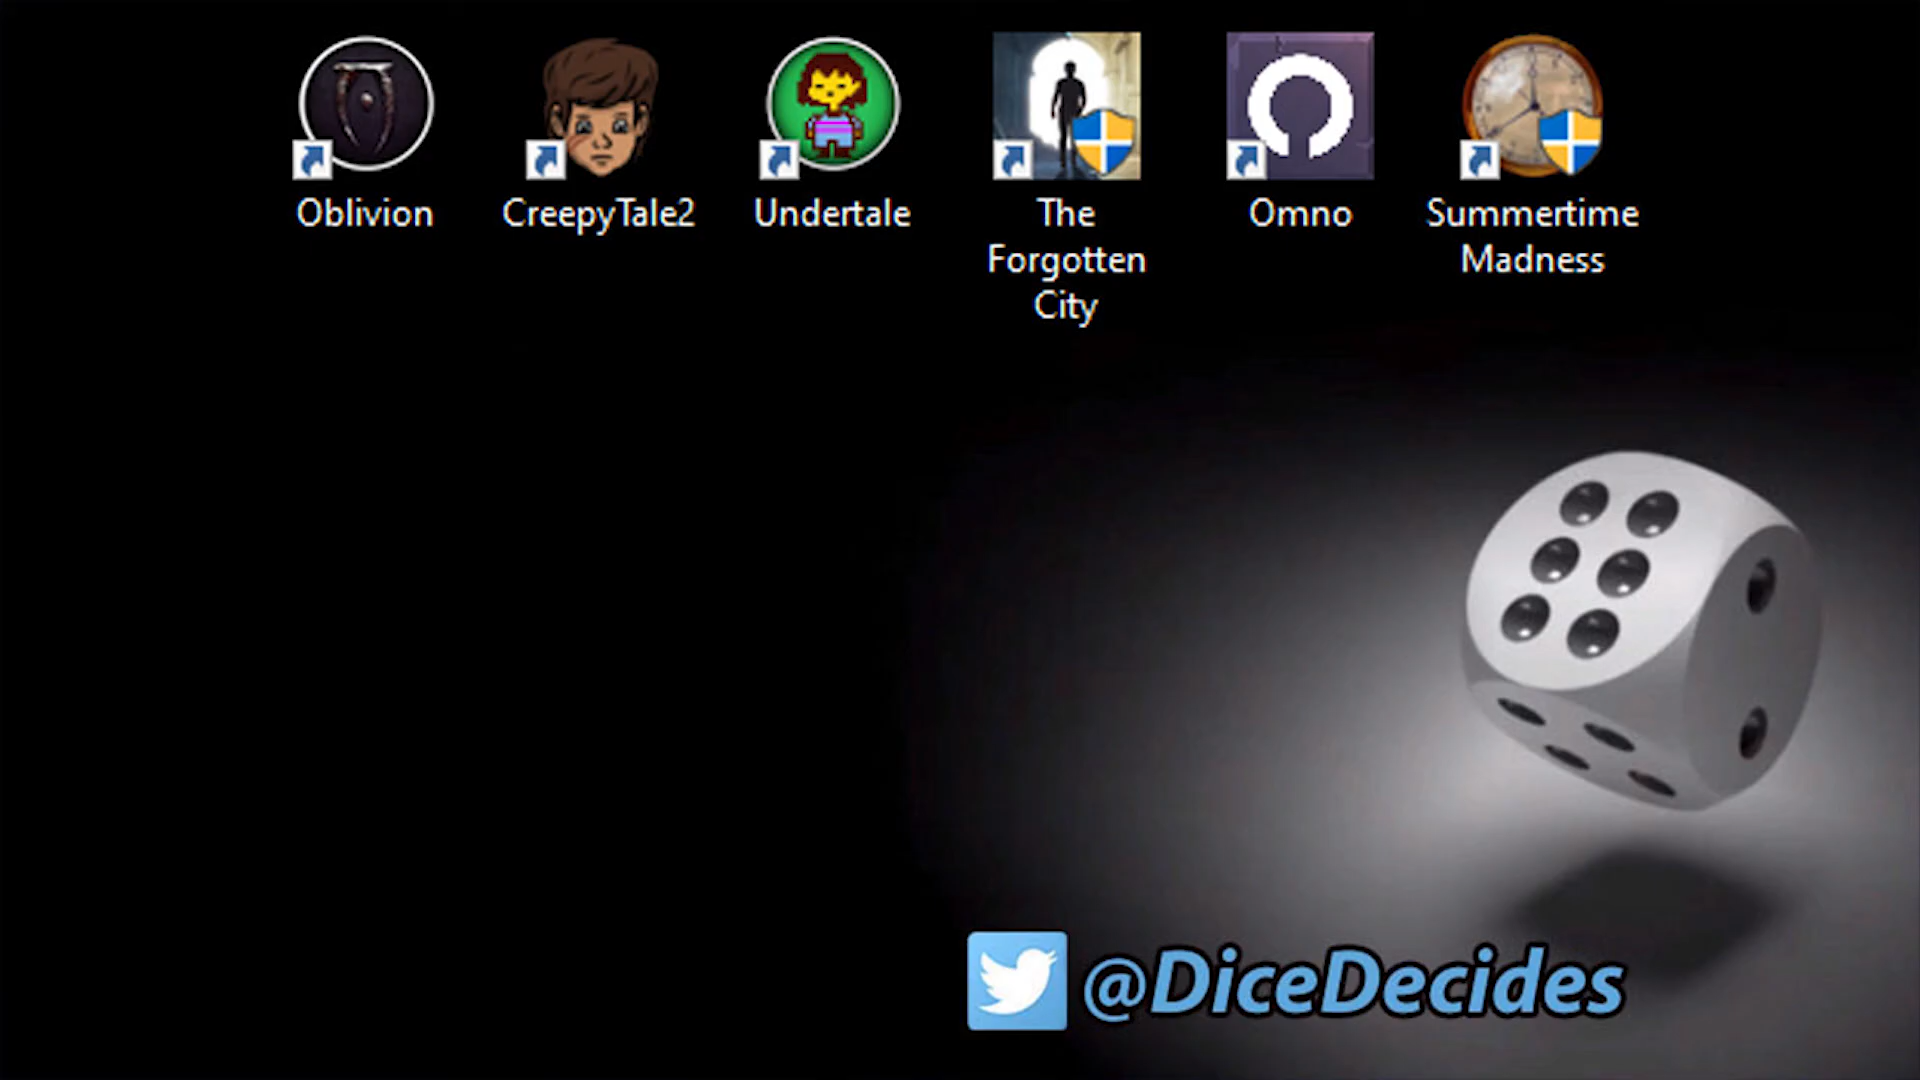 Oblivion
CreepyTale2
Undertale
The
Forgotten
City
Omno
Summertime
Madness
@DiceDecides